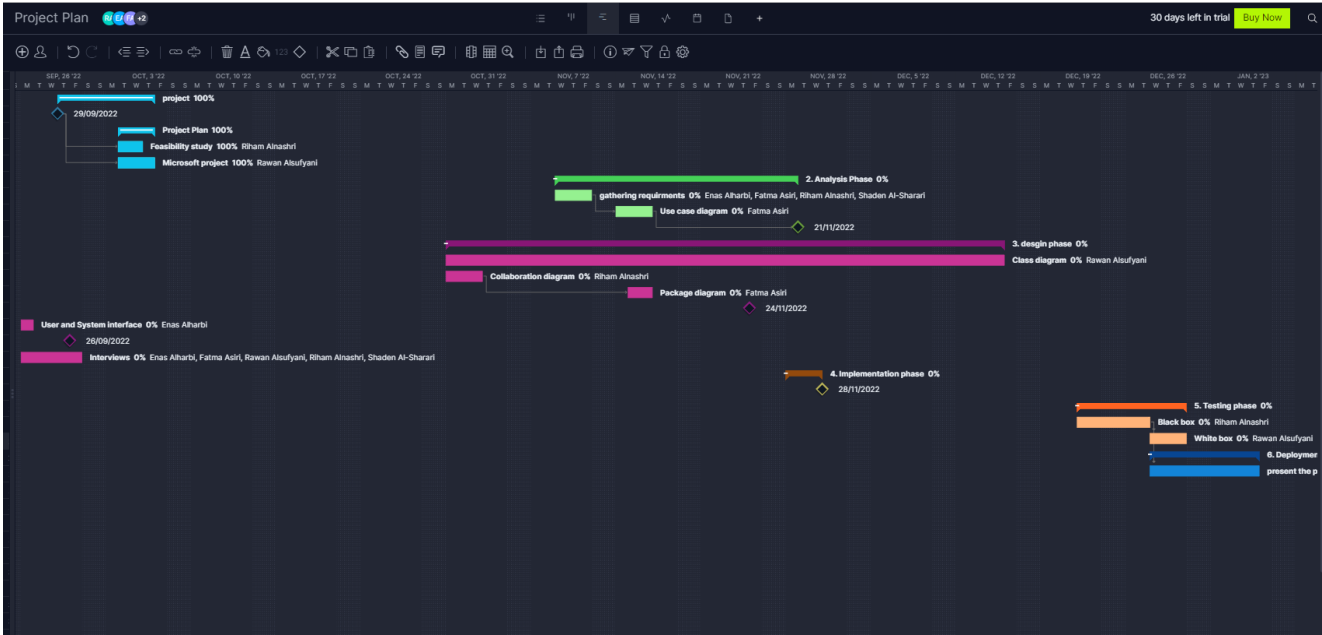 Project Plan RA EA FA +2
30 days left in trial Buy Now
123
SEP, 26 '22 OCT, 3 '22 OCT, 10 '22 OCT, 17 '22 OCT, 24 '22 OCT, 31 '22 NOV, 7 '22 NOV, 14 '22 NOV, 21 '22 NOV, 28 '22 DEC, 5 '22 DEC, 12 '22 DEC, 19 '22 DEC, 26 '22 JAN, 2 '23
M T W T F S S M T W T F S S M T W T F S S M T W T F S S M T W T F S S M T W T F S S M T W T F S S M T W T F S S M T W T F S S M T W T F S S M T W T F S S M T W T F S S M T W T F S S M T W T F S S M T W T F S S M T
project 100%
29/09/2022
Project Plan 100%
Feasibility study 100% Riham Alnashri
Microsoft project 100% Rawan Alsufyani
2. Analysis Phase 0%
gathering requirments 0% Enas Alharbi, Fatma Asiri, Riham Alnashri, Shaden Al-Sharari
Use case diagram 0% Fatma Asiri
21/11/2022
3. desgin phase 0%
Class diagram 0% Rawan Alsufyani
Collaboration diagram 0% Riham Alnashri
Package diagram 0% Fatma Asiri
24/11/2022
User and System interface 0% Enas Alharbi
26/09/2022
Interviews 0% Enas Alharbi, Fatma Asiri, Rawan Alsufyani, Riham Alnashri, Shaden Al-Sharari
4. Implementation phase 0%
28/11/2022
5. Testing phase 0%
Black box 0% Riham Alnashri
White box 0% Rawan Alsufyani
6. Deploymer
present the p